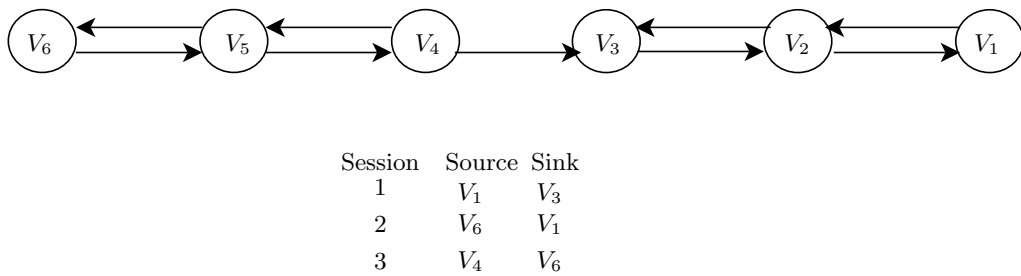 V6 V5 V4 V3 V2 V1
Session Source Sink
1 V1 V3
2 V6 V1
3 V4 V6